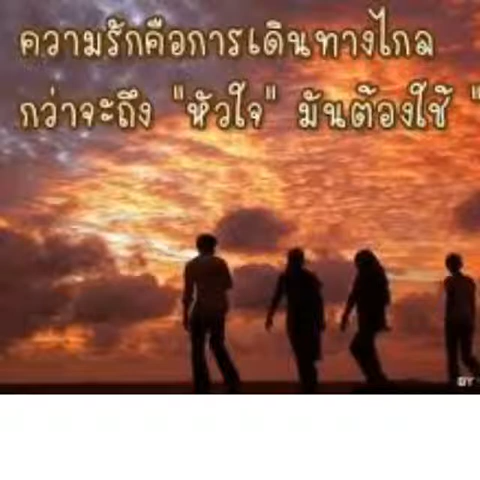 ความรักคือการเดินทางไกล
กว่าจะถึง "หัวใจ" มันต้องใช้ "
BY